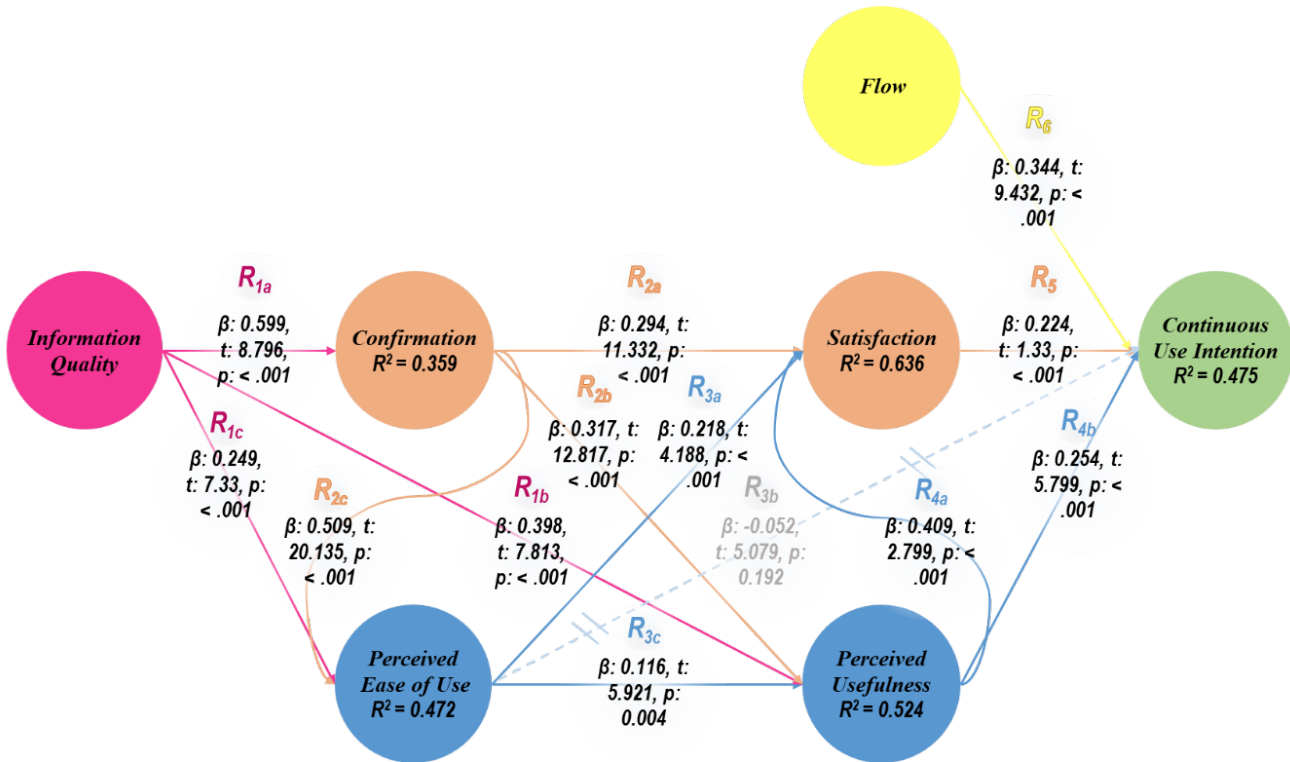 Flow
R6
β: 0.344, t:
9.432, p: <
.001
Information
Quality
R1a
β: 0.599,
t: 8.796,
p: < .001
Confirmation
R² = 0.359
R2a
β: 0.294, t:
11.332, p:
< .001
Satisfaction
R² = 0.636
R5
β: 0.224,
t: 1.33, p:
< .001
Continuous
Use Intention
R² = 0.475
R1c
β: 0.249,
t: 7.33, p:
< .001
R2c
β: 0.509, t:
20.135, p:
< .001
R2b
β: 0.317, t:
12.817, p:
< .001
R1b
β: 0.398,
t: 7.813,
p: < .001
R3a
β: 0.218, t:
4.188, p: <
.001
R3b
β: -0.052,
t: 5.079, p:
0.192
R4a
β: 0.409, t:
2.799, p: <
.001
R4b
β: 0.254, t:
5.799, p: <
.001
Perceived
Ease of Use
R² = 0.472
R3c
β: 0.116, t:
5.921, p:
0.004
Perceived
Usefulness
R² = 0.524